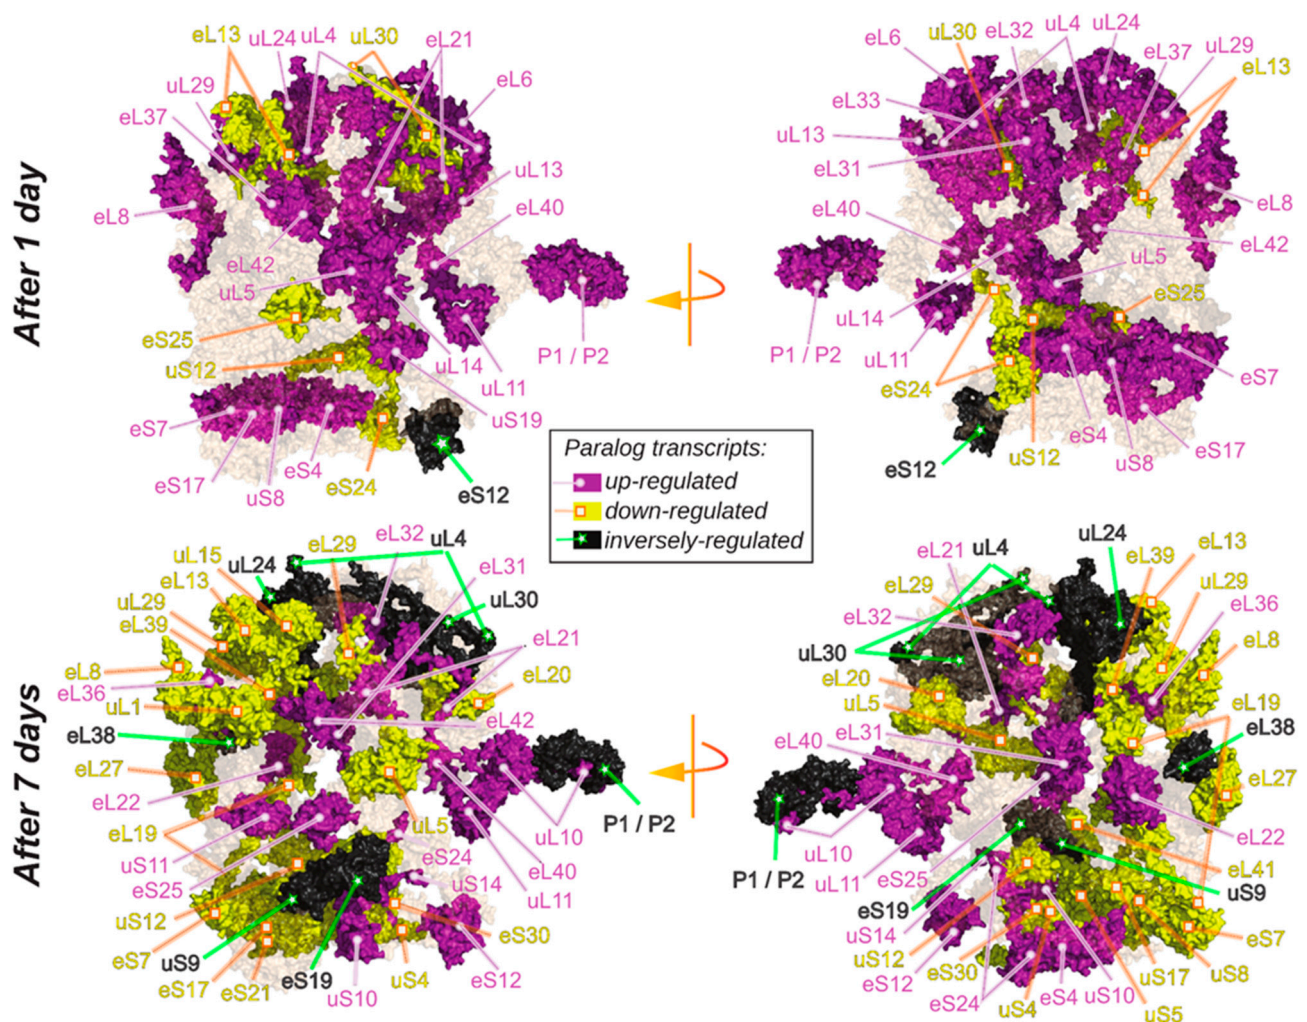 After 1 day
eL13
uL24
uL4
uL30
eL21
uL29
eL6
eL37
uL13
eL8
eL40
eL42
uL5
eS25
uS12
uL14
uL11
P1 / P2
eS7
uS19
eS17
uS8
eS4
eS24
eS12
eL6
uL30
eL32
uL4
uL24
eL37
uL29
eL13
eL33
uL13
eL31
eL8
eL40
eL42
uL5
eS25
uL14
P1 / P2
uL11
eS7
eS24
eS4
eS17
eS12
uS12
uS8
Paralog transcripts:
up-regulated
down-regulated
inversely-regulated
After 7 days
uL15
eL29
eL32
uL4
uL24
eL13
eL31
uL29
uL30
eL39
eL21
eL8
eL20
eL36
uL1
eL42
eL38
eL27
eL22
P1 / P2
eL19
uL5
uL10
uS11
eS24
eL40
eS25
uS14
uL11
uS12
eS30
eS7
uS9
eS12
eS17
eS21
eS19
uS10
uS4
eL21
uL4
uL24
eL39
eL13
eL29
uL29
eL32
eL36
uL30
eL8
eL20
uL5
eL19
eL31
eL38
eL40
eL27
uL10
eL22
P1 / P2
uL11
eS25
eL41
uS9
eS19
uS14
uS12
eS7
eS12
eS30
uS8
eS24
uS4
eS4
uS10
uS17
uS5